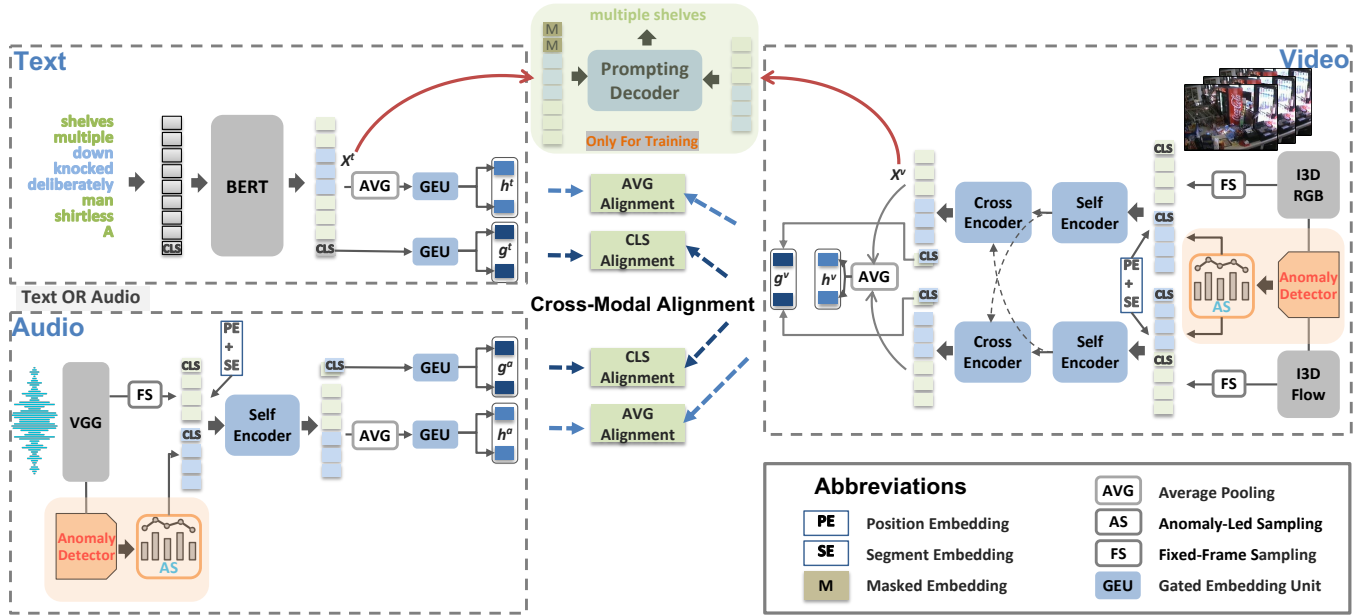 multiple shelves
M
M
Prompting
Decoder
Only For Training
Text
shelves
multiple
down
knocked
deliberately
man
shirtless
A
CLS
BERT
CLS
X^t
AVG
GEU
h^t
GEU
g^t
AVG
Alignment
CLS
Alignment
Cross-Modal Alignment
CLS
Alignment
AVG
Alignment
Text OR Audio
Audio
VGG
FS
PE
+
SE
CLS
CLS
Self
Encoder
CLS
GEU
g^a
AVG
GEU
h^a
Anomaly
Detector
AS
Video
Coca-Cola
X^v
CLS
FS
I3D
RGB
Cross
Encoder
Self
Encoder
CLS
PE
+
SE
AS
Anomaly
Detector
g^v
h^v
AVG
CLS
CLS
CLS
Cross
Encoder
Self
Encoder
CLS
FS
I3D
Flow
Abbreviations
PE Position Embedding
SE Segment Embedding
M Masked Embedding
AVG Average Pooling
AS Anomaly-Led Sampling
FS Fixed-Frame Sampling
GEU Gated Embedding Unit